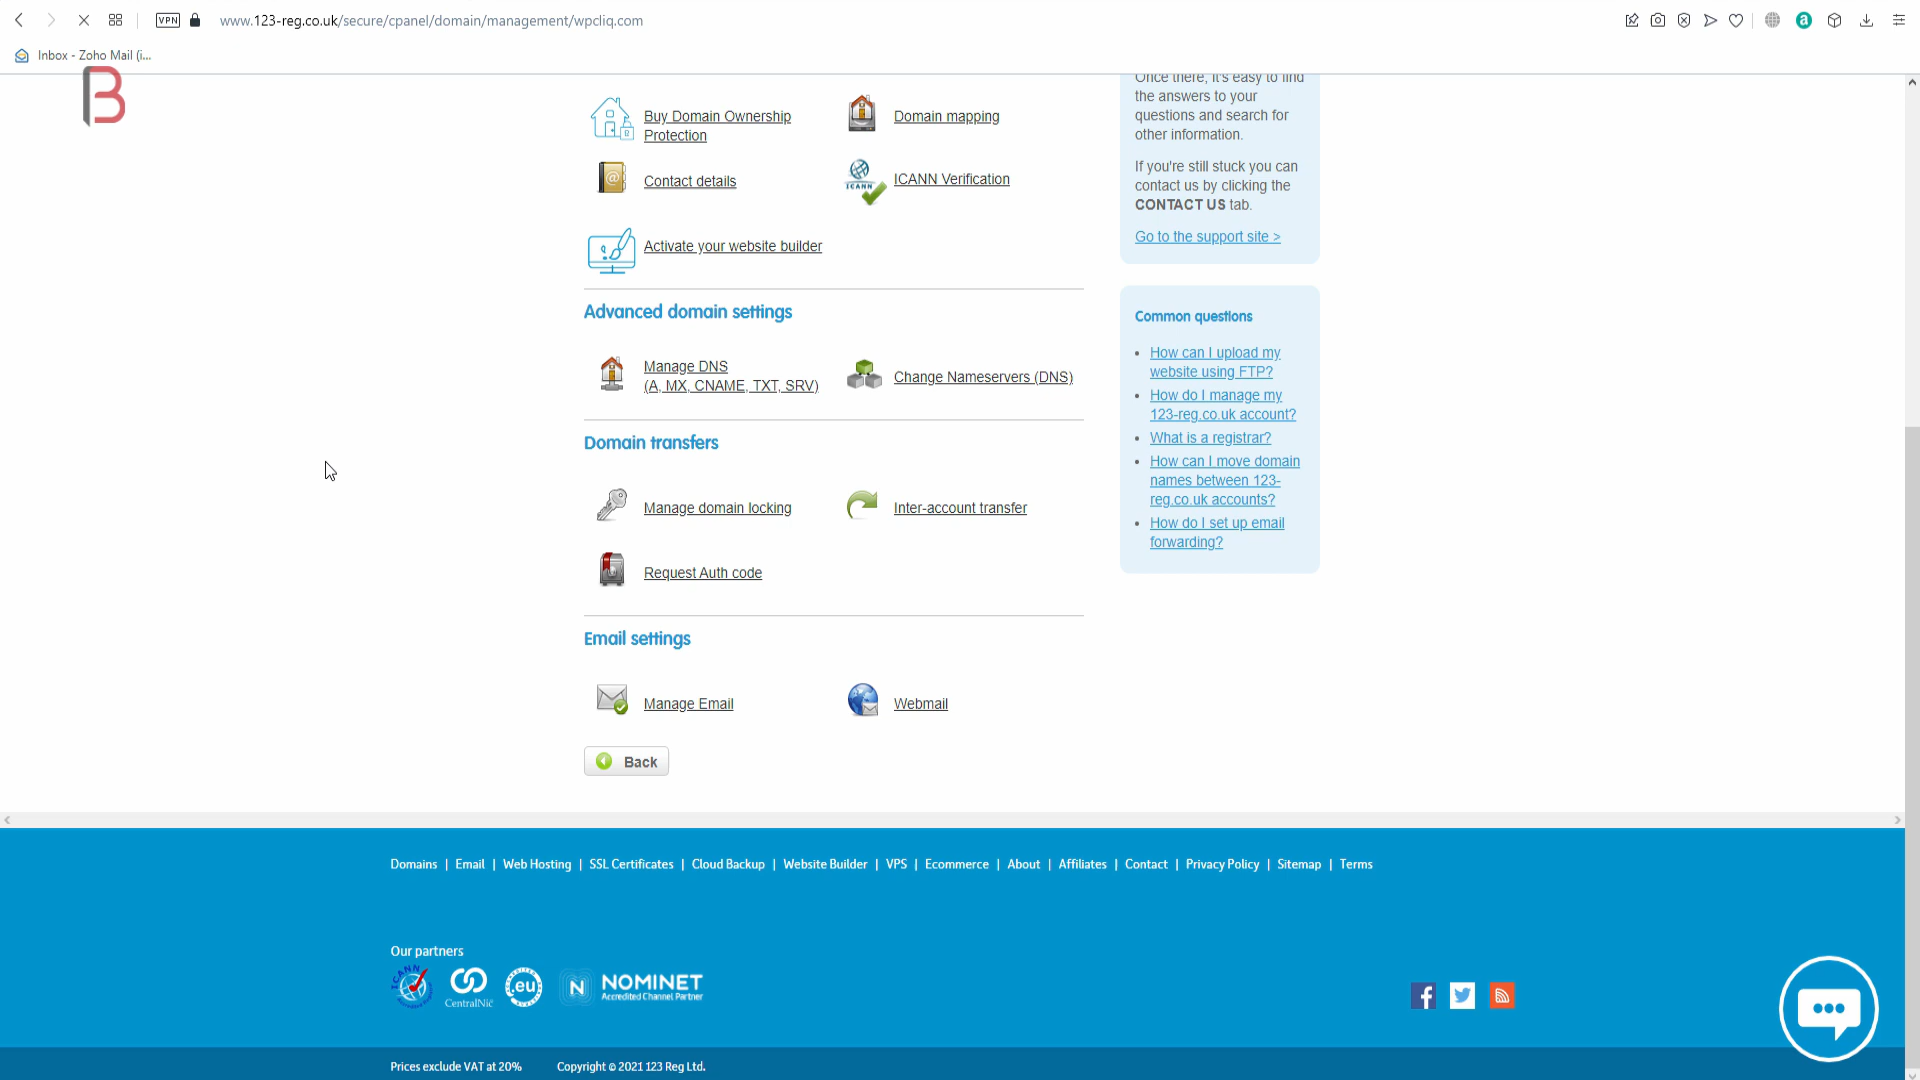 VPN
www.123-reg.co.uk/secure/cpanel/domain/management/wpcliq.com
a
Inbox - Zoho Mail (i...
B
Buy Domain Ownership
Protection
Domain mapping
Contact details
ICANN
ICANN Verification
Activate your website builder
Advanced domain settings
Manage DNS
(A, MX, CNAME, TXT, SRV)
Change Nameservers (DNS)
Domain transfers
Manage domain locking
Inter-account transfer
Request Auth code
Email settings
Manage Email
Webmail
Back
Once there, it's easy to find
the answers to your
questions and search for
other information.
If you're still stuck you can
contact us by clicking the
CONTACT US tab.
Go to the support site >
Common questions
• How can I upload my
website using FTP?
• How do I manage my
123-reg.co.uk account?
• What is a registrar?
• How can I move domain
names between 123-
reg.co.uk accounts?
• How do I set up email
forwarding?
Domains | Email | Web Hosting | SSL Certificates | Cloud Backup | Website Builder | VPS | Ecommerce | About | Affiliates | Contact | Privacy Policy | Sitemap | Terms
Our partners
ICANN
CentralNic
.eu
N NOMINET
Accredited Channel Partner
Prices exclude VAT at 20%
Copyright © 2021 123 Reg Ltd.